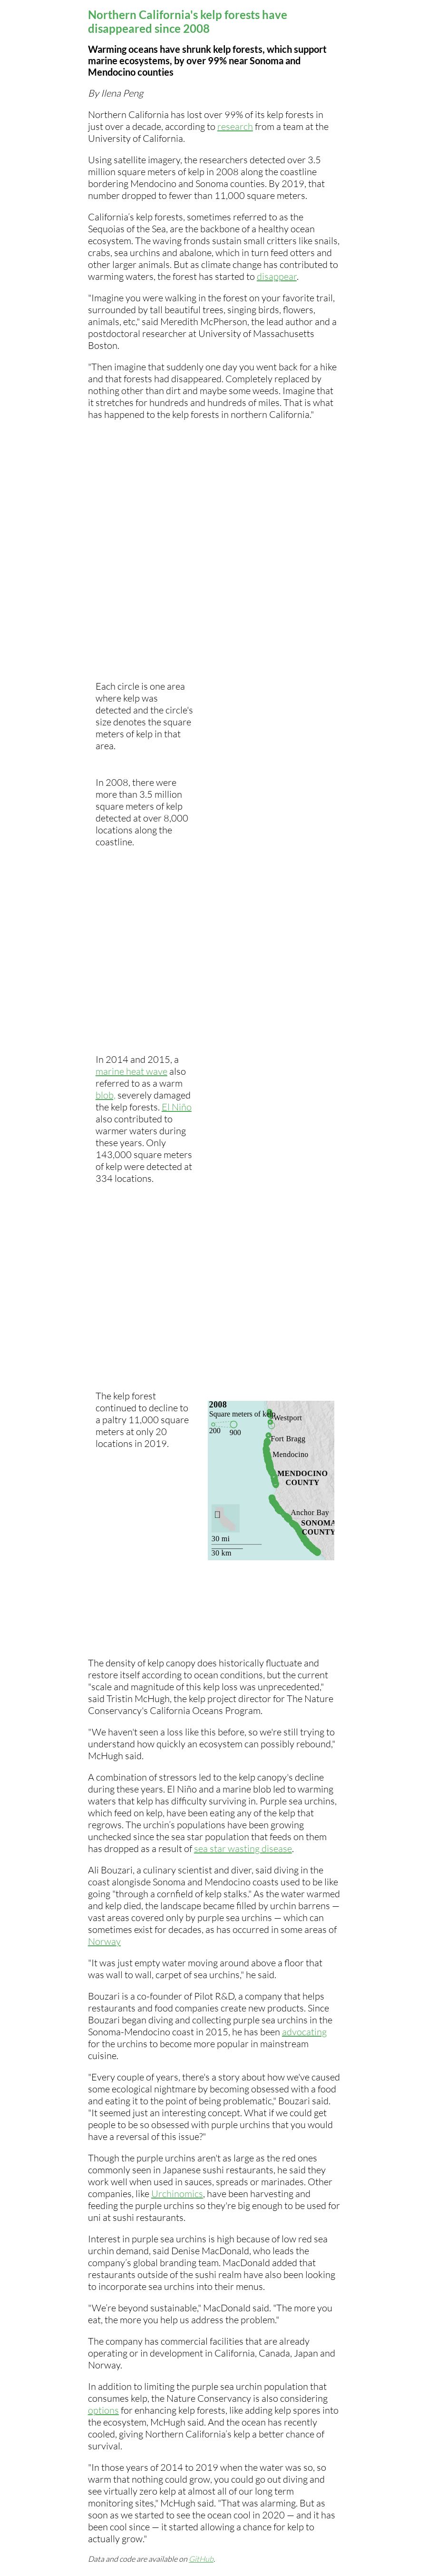 Northern California's kelp forests have
disappeared since 2008
Warming oceans have shrunk kelp forests, which support
marine ecosystems, by over 99% near Sonoma and
Mendocino counties
By Ilena Peng
Northern California has lost over 99% of its kelp forests in
just over a decade, according to research from a team at the
University of California.
Using satellite imagery, the researchers detected over 3.5
million square meters of kelp in 2008 along the coastline
bordering Mendocino and Sonoma counties. By 2019, that
number dropped to fewer than 11,000 square meters.
California's kelp forests, sometimes referred to as the
Sequoias of the Sea, are the backbone of a healthy ocean
ecosystem. The waving fronds sustain small critters like snails,
crabs, sea urchins and abalone, which in turn feed otters and
other larger animals. But as climate change has contributed to
warming waters, the forest has started to disappear.
"Imagine you were walking in the forest on your favorite trail,
surrounded by tall beautiful trees, singing birds, flowers,
animals, etc," said Meredith McPherson, the lead author and a
postdoctoral researcher at University of Massachusetts
Boston.
"Then imagine that suddenly one day you went back for a hike
and that forests had disappeared. Completely replaced by
nothing other than dirt and maybe some weeds. Imagine that
it stretches for hundreds and hundreds of miles. That is what
has happened to the kelp forests in northern California."
Each circle is one area
where kelp was
detected and the circle's
size denotes the square
meters of kelp in that
area.
In 2008, there were
more than 3.5 million
square meters of kelp
detected at over 8,000
locations along the
coastline.
In 2014 and 2015, a
marine heat wave also
referred to as a warm
blob, severely damaged
the kelp forests. El Niño
also contributed to
warmer waters during
these years. Only
143,000 square meters
of kelp were detected at
334 locations.
The kelp forest
continued to decline to
a paltry 11,000 square
meters at only 20
locations in 2019.
2008
Square meters of kelp
200
900
Westport
Fort Bragg
Mendocino
MENDOCINO
COUNTY
Anchor Bay
SONOMA
COUNTY
30 mi
30 km
The density of kelp canopy does historically fluctuate and
restore itself according to ocean conditions, but the current
"scale and magnitude of this kelp loss was unprecedented,"
said Tristin McHugh, the kelp project director for The Nature
Conservancy's California Oceans Program.
"We haven't seen a loss like this before, so we're still trying to
understand how quickly an ecosystem can possibly rebound,"
McHugh said.
A combination of stressors led to the kelp canopy's decline
during these years. El Niño and a marine blob led to warming
waters that kelp has difficulty surviving in. Purple sea urchins,
which feed on kelp, have been eating any of the kelp that
regrows. The urchin's populations have been growing
unchecked since the sea star population that feeds on them
has dropped as a result of sea star wasting disease.
Ali Bouzari, a culinary scientist and diver, said diving in the
coast alongisde Sonoma and Mendocino coasts used to be like
going "through a cornfield of kelp stalks." As the water warmed
and kelp died, the landscape became filled by urchin barrens —
vast areas covered only by purple sea urchins — which can
sometimes exist for decades, as has occurred in some areas of
Norway
"It was just empty water moving around above a floor that
was wall to wall, carpet of sea urchins," he said.
Bouzari is a co-founder of Pilot R&D, a company that helps
restaurants and food companies create new products. Since
Bouzari began diving and collecting purple sea urchins in the
Sonoma-Mendocino coast in 2015, he has been advocating
for the urchins to become more popular in mainstream
cuisine.
"Every couple of years, there's a story about how we've caused
some ecological nightmare by becoming obsessed with a food
and eating it to the point of being problematic," Bouzari said.
"It seemed just an interesting concept. What if we could get
people to be so obsessed with purple urchins that you would
have a reversal of this issue?"
Though the purple urchins aren't as large as the red ones
commonly seen in Japanese sushi restaurants, he said they
work well when used in sauces, spreads or marinades. Other
companies, like Urchinomics, have been harvesting and
feeding the purple urchins so they're big enough to be used for
uni at sushi restaurants.
Interest in purple sea urchins is high because of low red sea
urchin demand, said Denise MacDonald, who leads the
company's global branding team. MacDonald added that
restaurants outside of the sushi realm have also been looking
to incorporate sea urchins into their menus.
"We're beyond sustainable," MacDonald said. "The more you
eat, the more you help us address the problem."
The company has commercial facilities that are already
operating or in development in California, Canada, Japan and
Norway.
In addition to limiting the purple sea urchin population that
consumes kelp, the Nature Conservancy is also considering
options for enhancing kelp forests, like adding kelp spores into
the ecosystem, McHugh said. And the ocean has recently
cooled, giving Northern California's kelp a better chance of
survival.
"In those years of 2014 to 2019 when the water was so, so
warm that nothing could grow, you could go out diving and
see virtually zero kelp at almost all of our long term
monitoring sites," McHugh said. "That was alarming. But as
soon as we started to see the ocean cool in 2020 — and it has
been cool since — it started allowing a chance for kelp to
actually grow."
Data and code are available on GitHub.